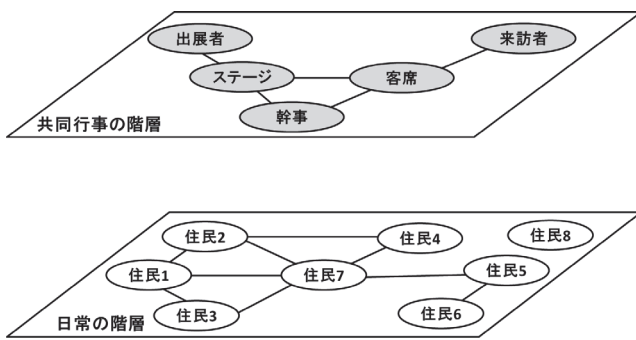 出展者
来訪者
ステージ
客席
幹事
共同行事の階層
住民2
住民4
住民8
住民1
住民7
住民5
住民3
住民6
日常の階層